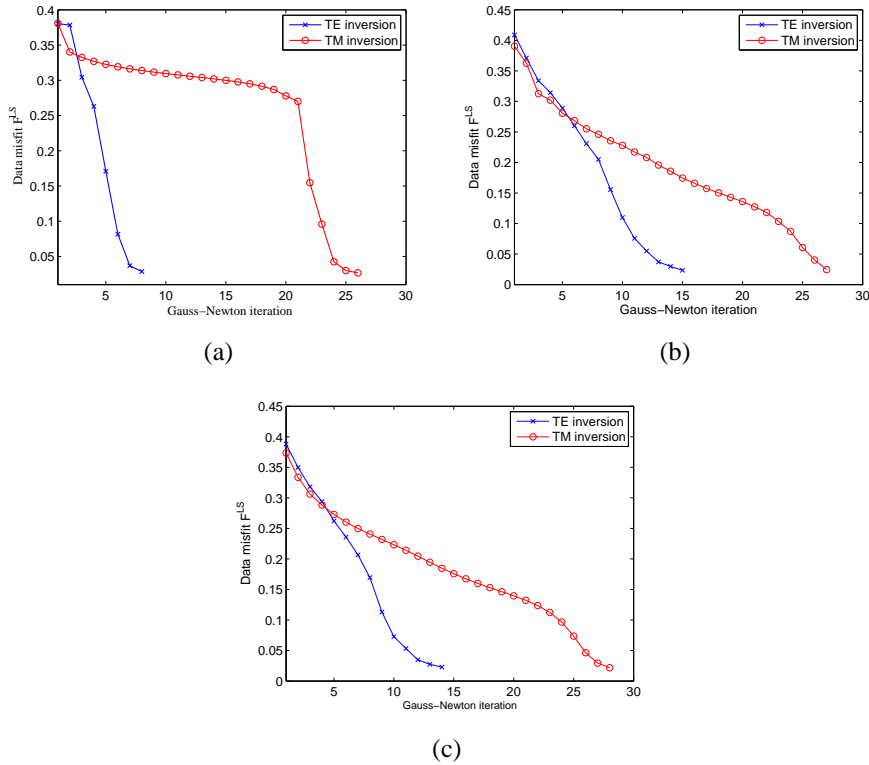 0.4
0.35
0.3
0.25
0.2
0.15
0.1
0.05
Data misfit F^LS
TE inversion
TM inversion
5 10 15 20 25 30
Gauss−Newton iteration
(a)
0.45
0.4
0.35
0.3
0.25
0.2
0.15
0.1
0.05
0
Data misfit F^LS
TE inversion
TM inversion
5 10 15 20 25 30
Gauss−Newton iteration
(b)
0.45
0.4
0.35
0.3
0.25
0.2
0.15
0.1
0.05
0
Data misfit F^LS
TE inversion
TM inversion
5 10 15 20 25 30
Gauss−Newton iteration
(c)